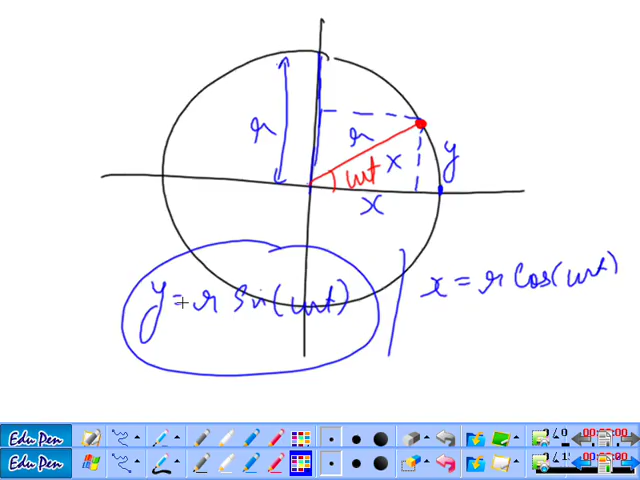 r
r
y
x
ωt
x
y = r Sin(ωt)
x = r Cos(ωt)
Edu Pen
Edu Pen